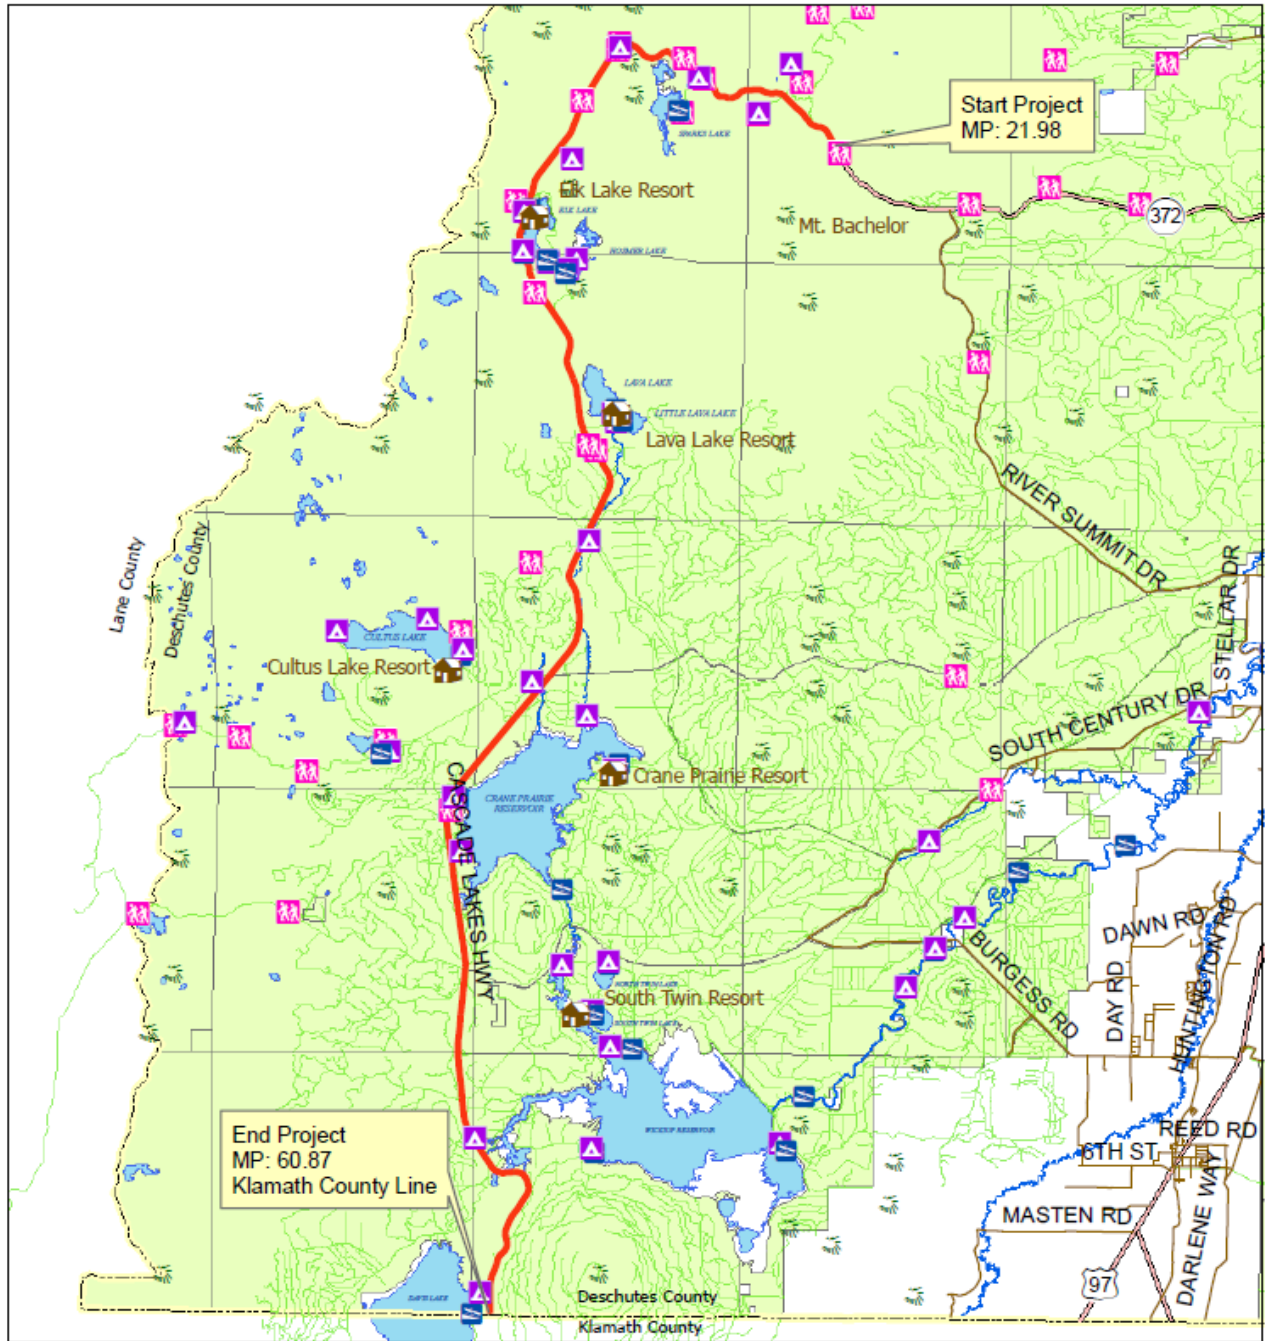 Start Project
MP: 21.98
SPARKS LAKE
Elk Lake Resort
ELK LAKE
372
Mt. Bachelor
HOSMER LAKE
LAVA LAKE
LITTLE LAVA LAKE
Lava Lake Resort
RIVER SUMMIT DR
Lane County
Deschutes County
STELLAR DR
CULTUS LAKE
Cultus Lake Resort
SOUTH CENTURY DR
CASCADE LAKES HWY
Crane Prairie Resort
CRANE PRAIRIE
RESERVOIR
DAWN RD
HUNTINGTOW RD
BURGESS RD
DAY RD
NORTH TWIN LAKE
South Twin Resort
SOUTH TWIN LAKE
WICKIUP RESERVOIR
End Project
MP: 60.87
Klamath County Line
REED RD
6TH ST
MASTEN RD
DARLENE WAY
97
DAVIS LAKE
Deschutes County
Klamath County